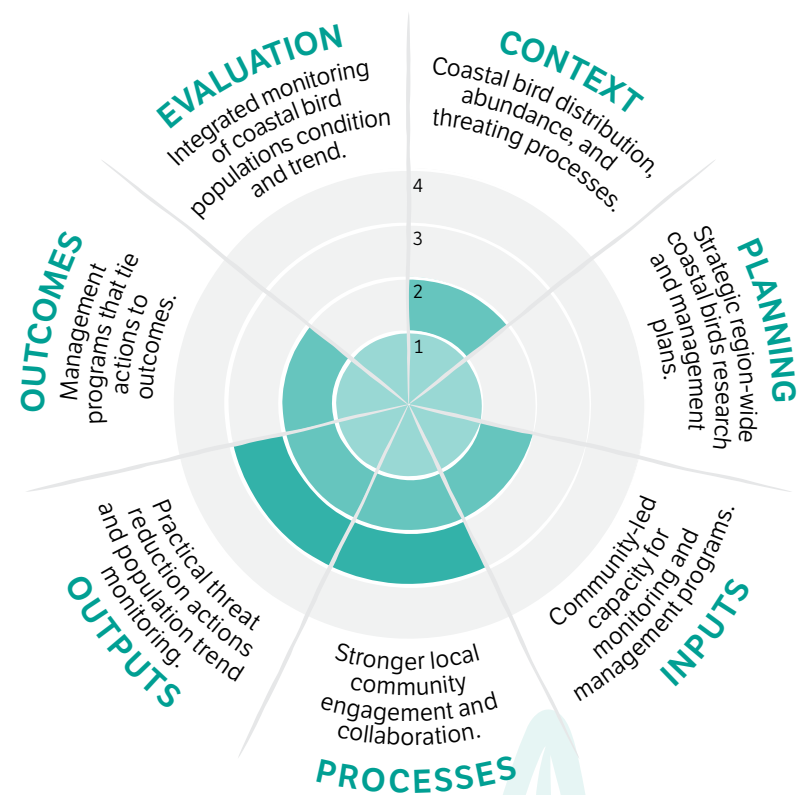 EVALUATION
Integrated monitoring
of coastal bird
populations condition
and trend.
CONTEXT
Coastal bird distribution,
abundance, and
threating processes.
4
3
2
1
PLANNING
Strategic region-wide
coastal birds research
and management
plans.
INPUTS
Community-led
capacity for
monitoring and
management programs.
PROCESSES
Stronger local
community
engagement and
collaboration.
OUTPUTS
Practical threat
reduction actions
and population trend
monitoring.
OUTCOMES
Management
programs that tie
actions to
outcomes.